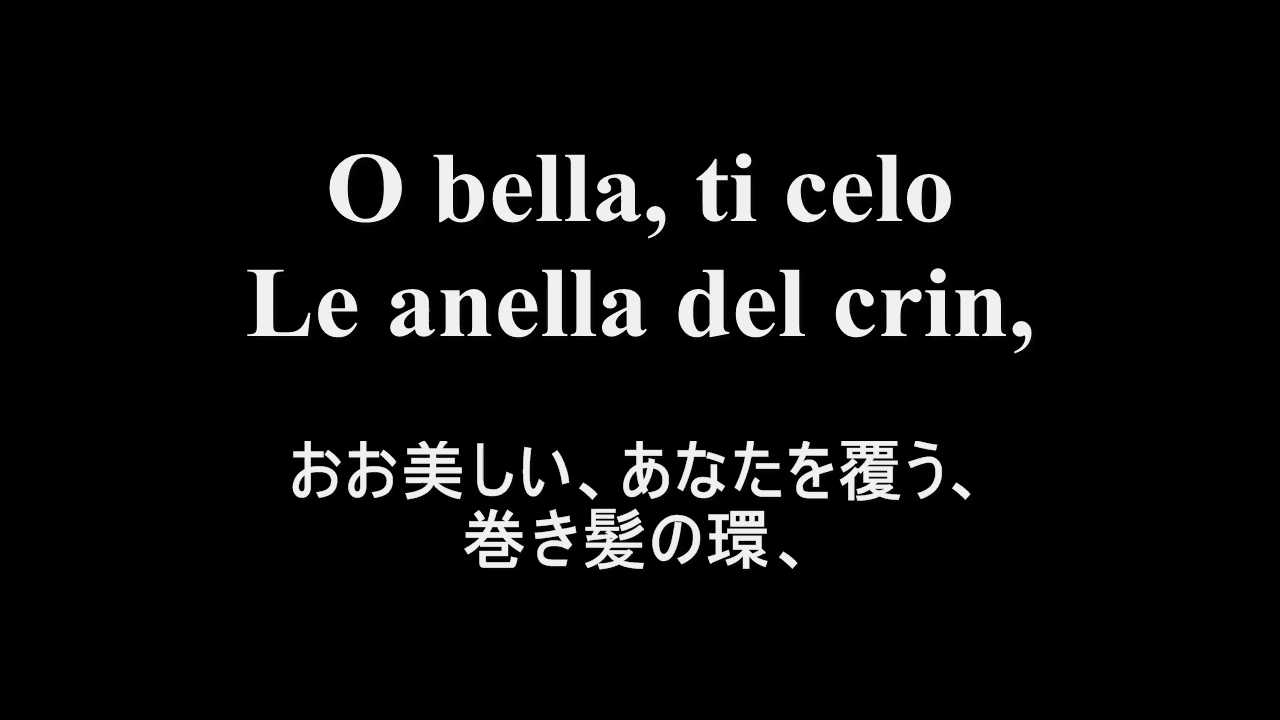 O bella, ti celo
Le anella del crin,
おお美しい、あなたを覆う、
巻き髪の環、